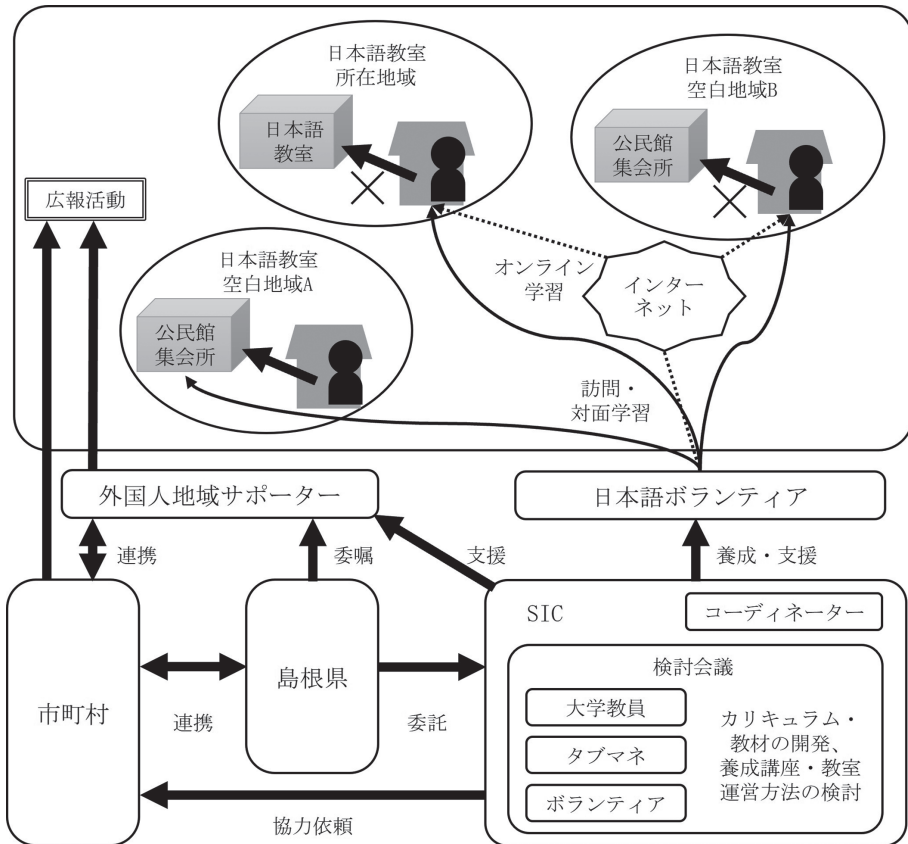 日本語教室
所在地域
日本語
教室
日本語教室
空白地域B
公民館
集会所
広報活動
日本語教室
空白地域A
公民館
集会所
オンライン
学習
インター
ネット
訪問・
対面学習
外国人地域サポーター
日本語ボランティア
連携
委嘱
支援
養成・支援
市町村
島根県
連携
委託
協力依頼
SIC
コーディネーター
検討会議
大学教員
タブマネ
ボランティア
カリキュラム・
教材の開発、
養成講座・教室
運営方法の検討